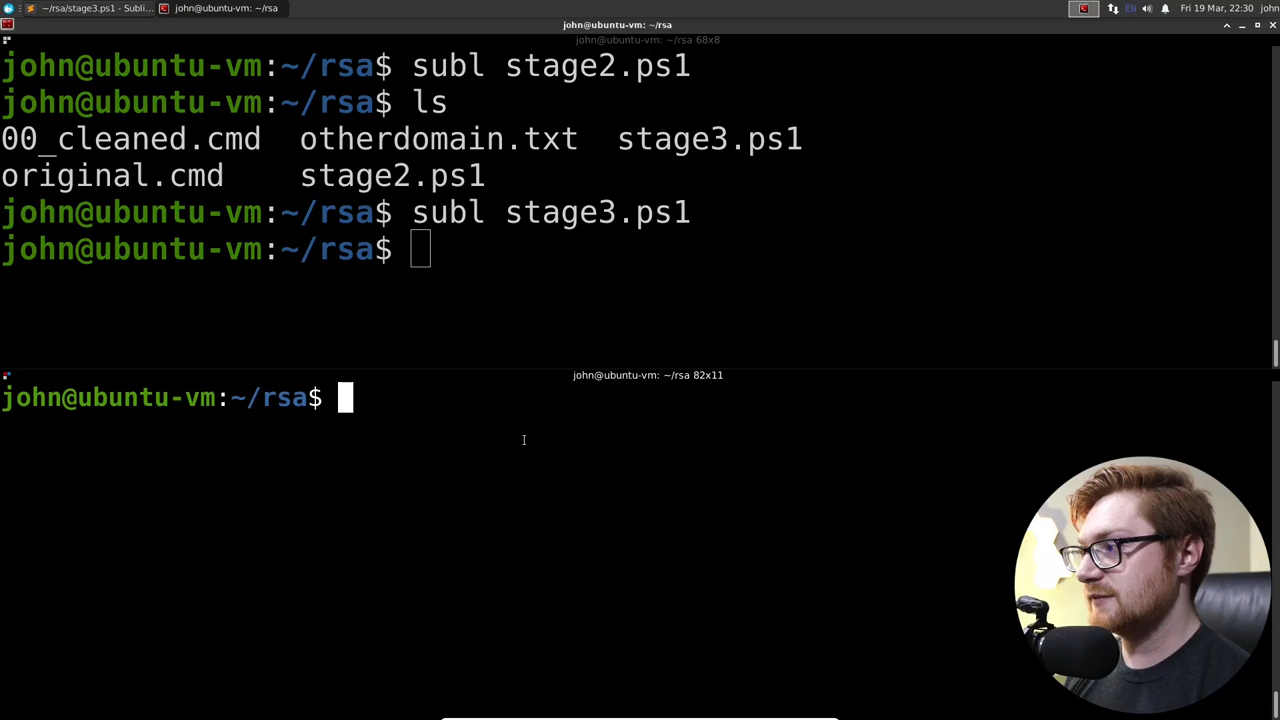 ~/rsa/stage3.ps1 - Subli...
john@ubuntu-vm: ~/rsa
EN
Fri 19 Mar, 22:30
john
john@ubuntu-vm: ~/rsa
john@ubuntu-vm: ~/rsa 68x8
john@ubuntu-vm:~/rsa$ subl stage2.ps1
john@ubuntu-vm:~/rsa$ ls
00_cleaned.cmd otherdomain.txt stage3.ps1
original.cmd stage2.ps1
john@ubuntu-vm:~/rsa$ subl stage3.ps1
john@ubuntu-vm:~/rsa$
john@ubuntu-vm: ~/rsa 82x11
john@ubuntu-vm:~/rsa$